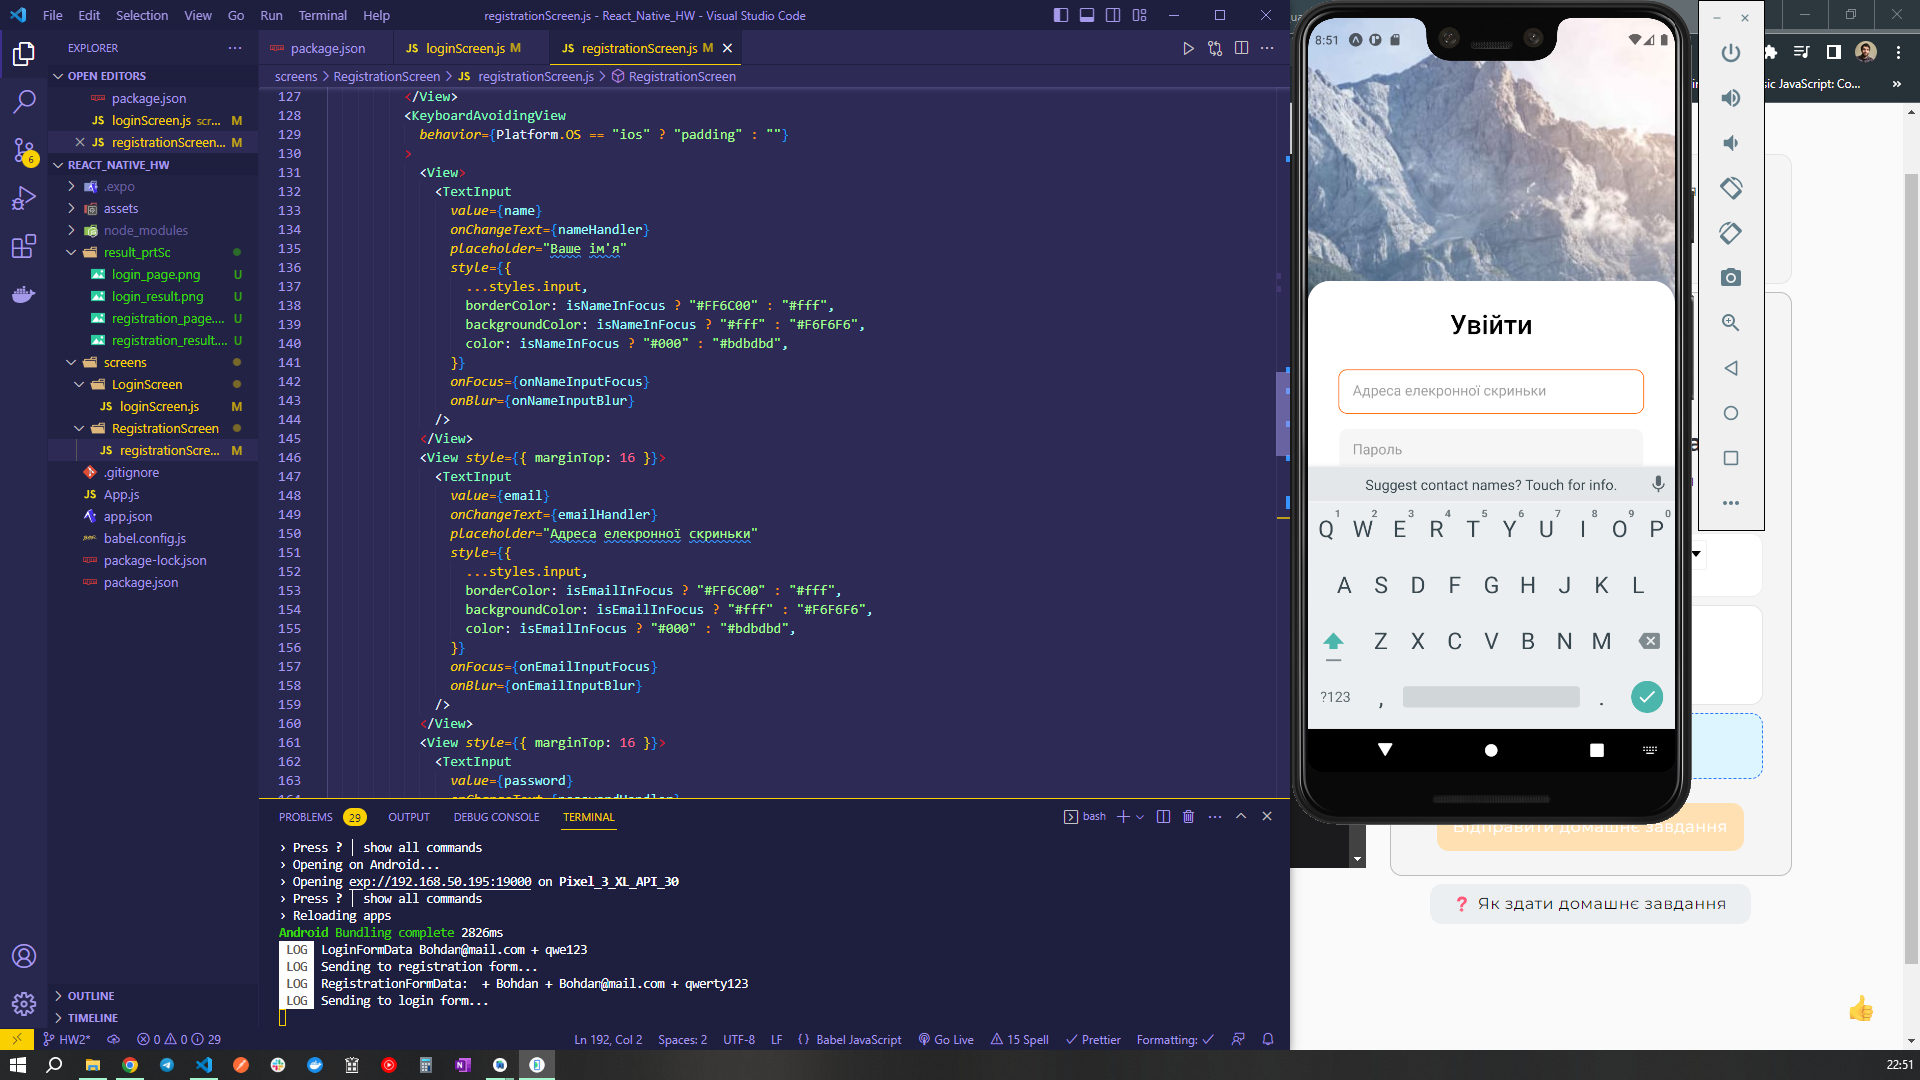 File Edit Selection View Go Run Terminal Help
registrationScreen.js - React_Native_HW - Visual Studio Code
EXPLORER
OPEN EDITORS
package.json
loginScreen.js scr... M
registrationScreen... M
REACT_NATIVE_HW
.expo
assets
node_modules
result_prtSc
login_page.png U
login_result.png U
registration_page.... U
registration_result.... U
screens
LoginScreen
loginScreen.js M
RegistrationScreen
registrationScre... M
.gitignore
App.js
app.json
babel.config.js
package-lock.json
package.json
OUTLINE
TIMELINE
package.json
loginScreen.js M
registrationScreen.js M
screens > RegistrationScreen > JS registrationScreen.js > RegistrationScreen
127 </View>
128 <KeyboardAvoidingView
129 behavior={Platform.OS == "ios" ? "padding" : ""}
130 >
131 <View>
132 <TextInput
133 value={name}
134 onChangeText={nameHandler}
135 placeholder="Ваше ім'я"
136 style={{
137 ...styles.input,
138 borderColor: isNameInFocus ? "#FF6C00" : "#fff",
139 backgroundColor: isNameInFocus ? "#fff" : "#F6F6F6",
140 color: isNameInFocus ? "#000" : "#bdbdbd",
141 }}
142 onFocus={onNameInputFocus}
143 onBlur={onNameInputBlur}
144 />
145 </View>
146 <View style={{ marginTop: 16 }}>
147 <TextInput
148 value={email}
149 onChangeText={emailHandler}
150 placeholder="Адреса елекронної скриньки"
151 style={{
152 ...styles.input,
153 borderColor: isEmailInFocus ? "#FF6C00" : "#fff",
154 backgroundColor: isEmailInFocus ? "#fff" : "#F6F6F6",
155 color: isEmailInFocus ? "#000" : "#bdbdbd",
156 }}
157 onFocus={onEmailInputFocus}
158 onBlur={onEmailInputBlur}
159 />
160 </View>
161 <View style={{ marginTop: 16 }}>
162 <TextInput
163 value={password}
PROBLEMS 29 OUTPUT DEBUG CONSOLE TERMINAL
bash
› Press ? │ show all commands
› Opening on Android...
› Opening exp://192.168.50.195:19000 on Pixel_3_XL_API_30
› Press ? │ show all commands
› Reloading apps
Android Bundling complete 2826ms
LOG LoginFormData Bohdan@mail.com + qwe123
LOG Sending to registration form...
LOG RegistrationFormData:  + Bohdan + Bohdan@mail.com + qwerty123
LOG Sending to login form...
HW2* 0 0 29
Ln 192, Col 2 Spaces: 2 UTF-8 LF {} Babel JavaScript Go Live 15 Spell Prettier Formatting:
6
8:51
Увійти
Адреса елекронної скриньки
Пароль
Suggest contact names? Touch for info.
1 2 3 4 5 6 7 8 9 0
Q W E R T Y U I O P
A S D F G H J K L
Z X C V B N M
?123 , .
sic JavaScript: Co...
»
Відправити домашнє завдання
❓ Як здати домашнє завдання
22:51